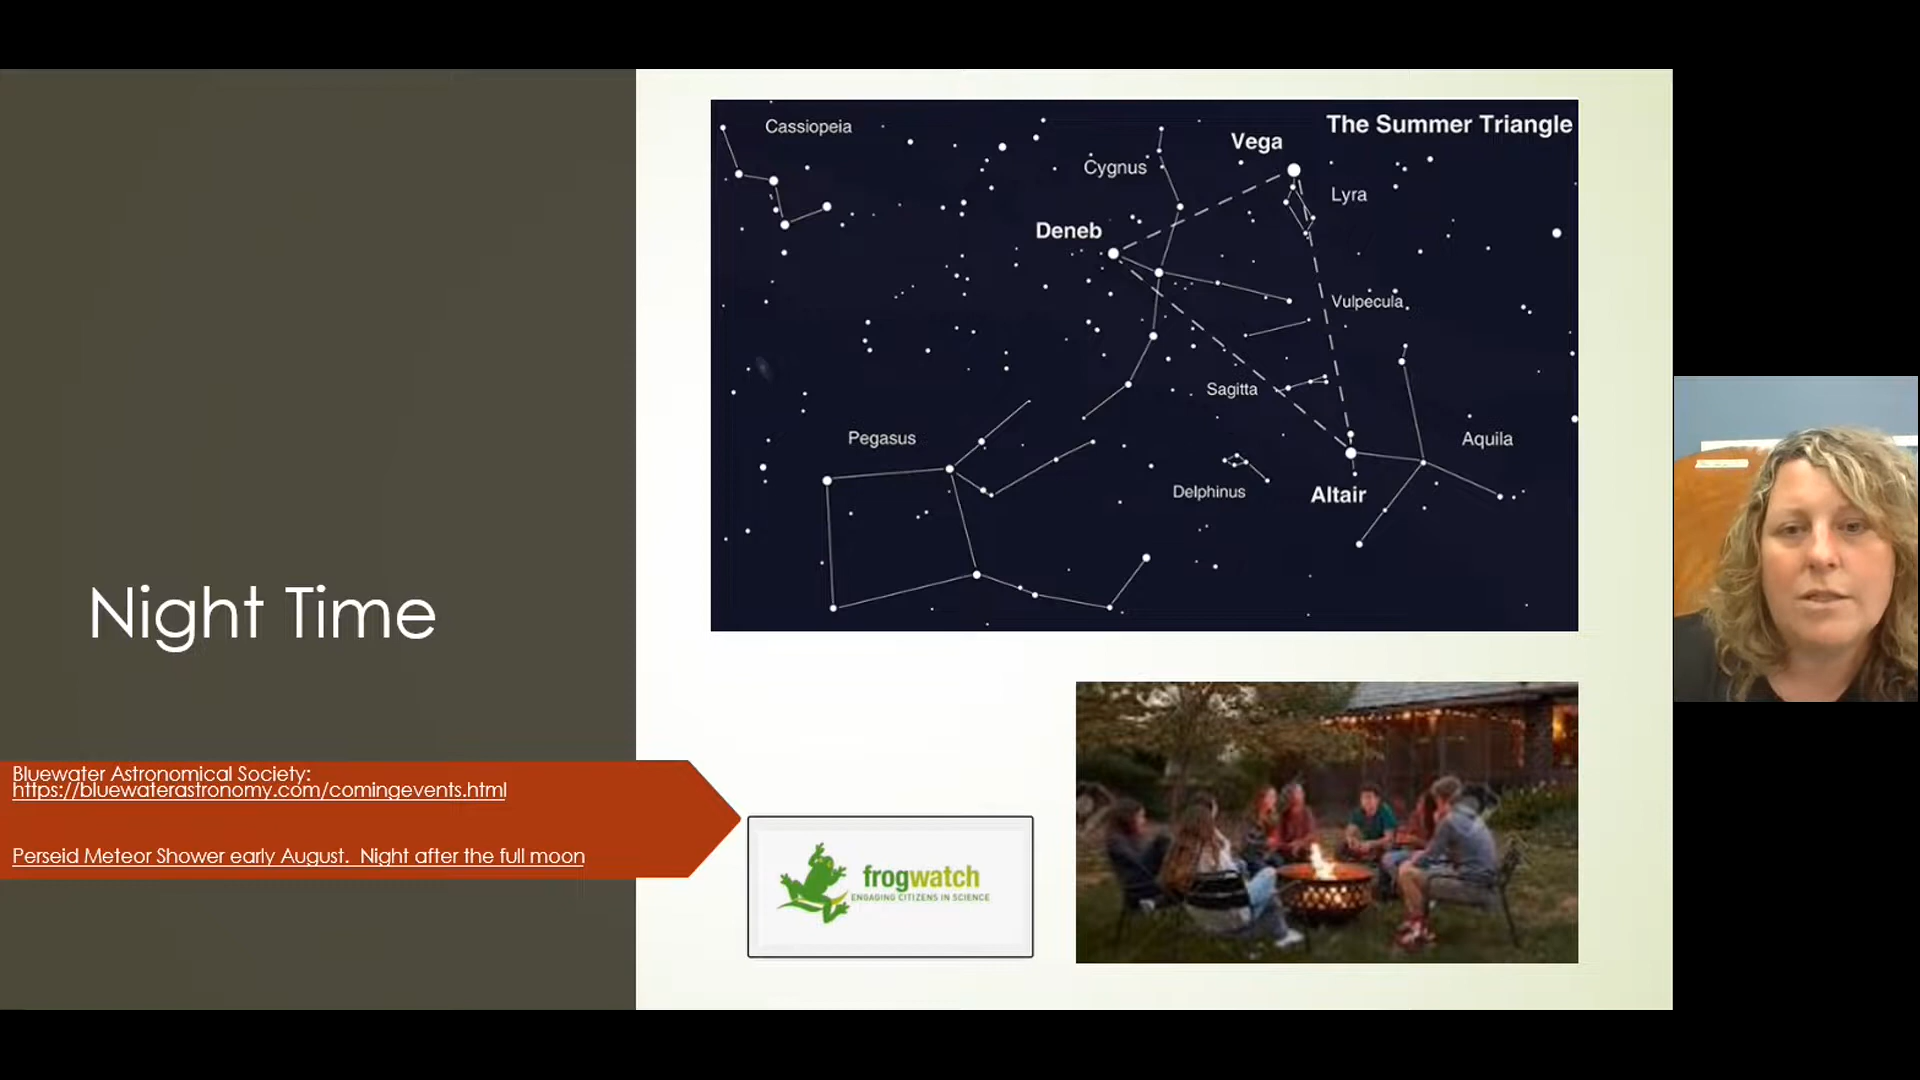 Night Time
Bluewater Astronomical Society:
https://bluewaterastronomy.com/comingevents.html
Perseid Meteor Shower early August.  Night after the full moon
The Summer Triangle
Cassiopeia
Vega
Cygnus
Lyra
Deneb
Vulpecula
Sagitta
Pegasus
Aquila
Delphinus
Altair
frogwatch
ENGAGING CITIZENS IN SCIENCE